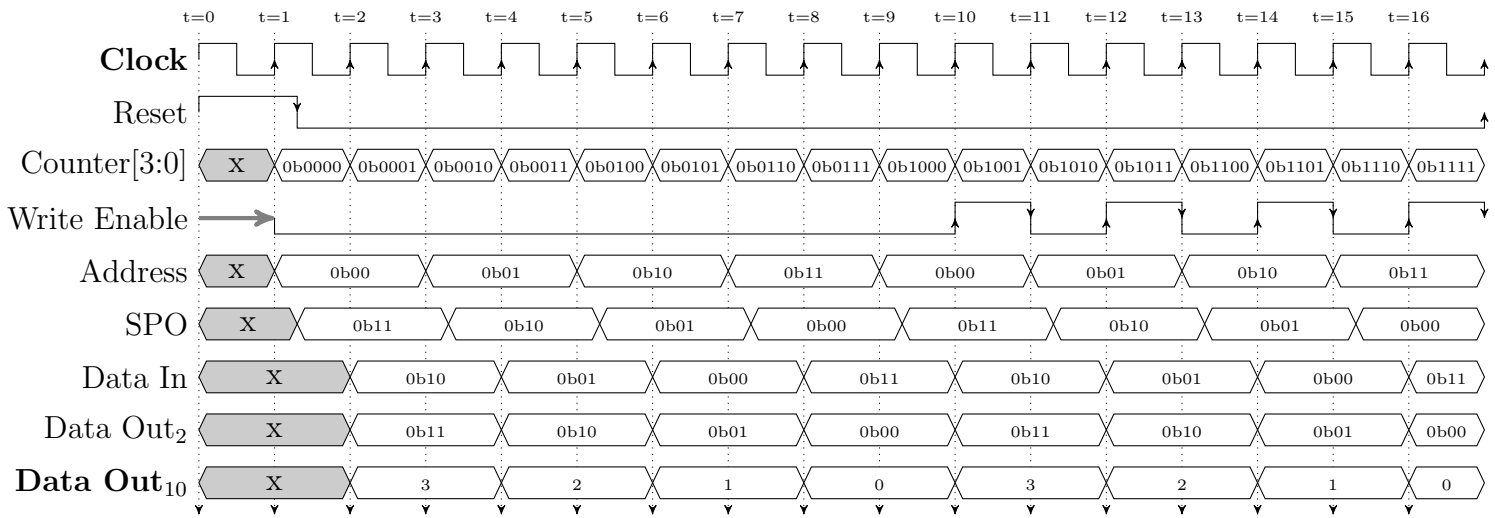 t=0 t=1 t=2 t=3 t=4 t=5 t=6 t=7 t=8 t=9 t=10 t=11 t=12 t=13 t=14 t=15 t=16
Clock
Reset
Counter[3:0] X 0b0000 0b0001 0b0010 0b0011 0b0100 0b0101 0b0110 0b0111 0b1000 0b1001 0b1010 0b1011 0b1100 0b1101 0b1110 0b1111
Write Enable
Address X 0b00 0b01 0b10 0b11 0b00 0b01 0b10 0b11
SPO X 0b11 0b10 0b01 0b00 0b11 0b10 0b01 0b00
Data In X 0b10 0b01 0b00 0b11 0b10 0b01 0b00 0b11
Data Out₂ X 0b11 0b10 0b01 0b00 0b11 0b10 0b01 0b00
Data Out₁₀ X 3 2 1 0 3 2 1 0